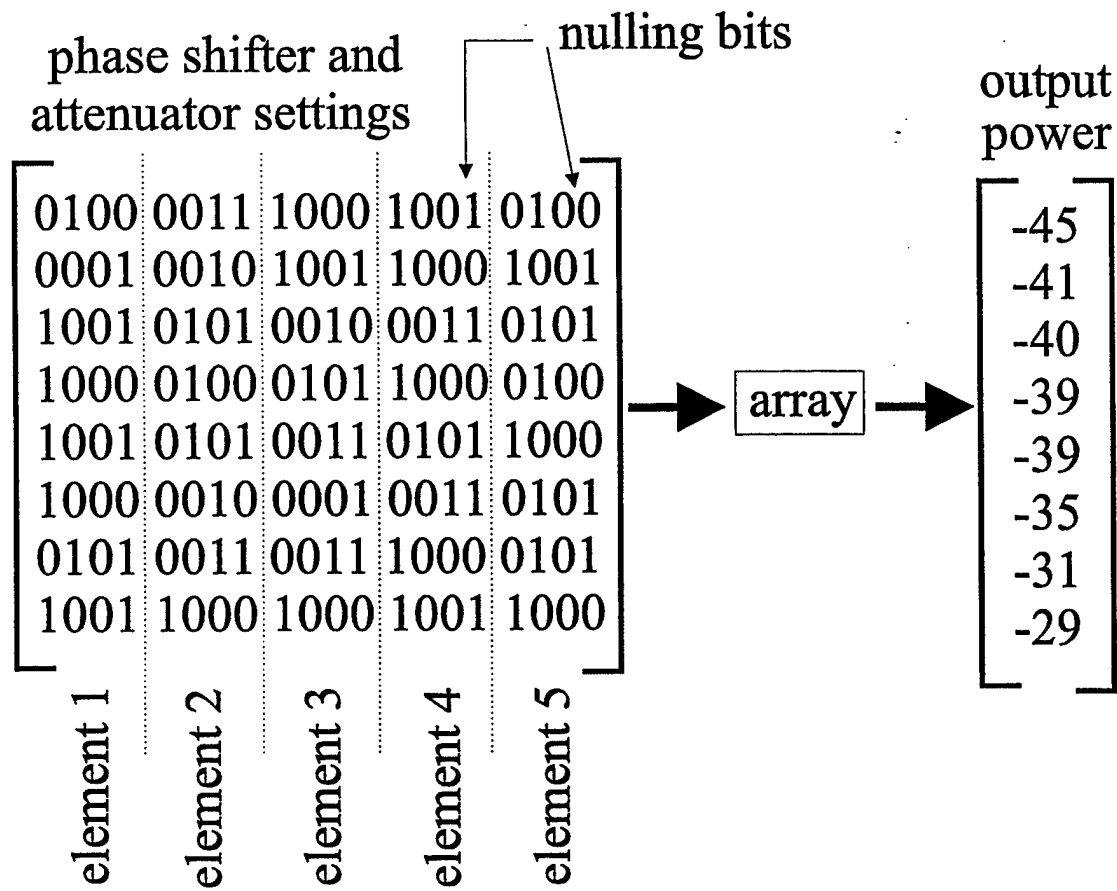 nulling bits
phase shifter and
attenuator settings
output
power
0100 0011 1000 1001 0100
0001 0010 1001 1000 1001
1001 0101 0010 0011 0101
1000 0100 0101 1000 0100
1001 0101 0011 0101 1000
1000 0010 0001 0011 0101
0101 0011 0011 1000 0101
1001 1000 1000 1001 1000
array
-45
-41
-40
-39
-39
-35
-31
-29
element 1
element 2
element 3
element 4
element 5